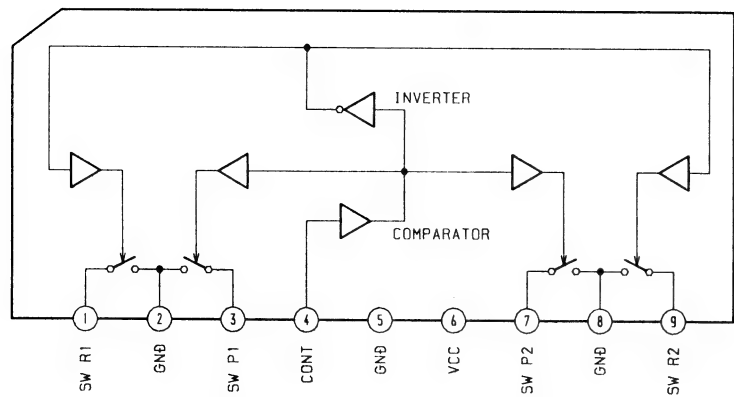 INVERTER
COMPARATOR
1 2 3 4 5 6 7 8 9
SW R1
GND
SW P1
CONT
GND
VCC
SW P2
GND
SW R2